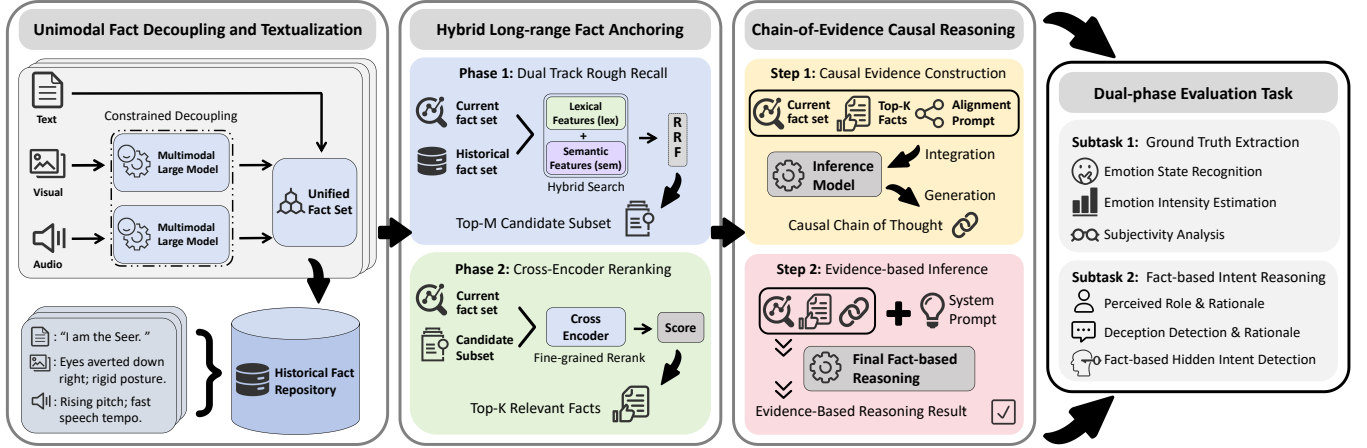 Unimodal Fact Decoupling and Textualization
Text
Constrained Decoupling
Visual
Multimodal
Large Model
Audio
Multimodal
Large Model
Unified
Fact Set
: “I am the Seer. ”
: Eyes averted down
right; rigid posture.
: Rising pitch; fast
speech tempo.
Historical Fact
Repository
Hybrid Long-range Fact Anchoring
Phase 1: Dual Track Rough Recall
Current
fact set
Historical
fact set
Lexical
Features (lex)
+
Semantic
Features (sem)
Hybrid Search
R
R
F
Top-M Candidate Subset
Phase 2: Cross-Encoder Reranking
Current
fact set
Candidate
Subset
Cross
Encoder
Fine-grained Rerank
Score
Top-K Relevant Facts
Chain-of-Evidence Causal Reasoning
Step 1: Causal Evidence Construction
Current
fact set
Top-K
Facts
Alignment
Prompt
Inference
Model
Integration
Generation
Causal Chain of Thought
Step 2: Evidence-based Inference
System
Prompt
Final Fact-based
Reasoning
Evidence-Based Reasoning Result
Dual-phase Evaluation Task
Subtask 1: Ground Truth Extraction
Emotion State Recognition
Emotion Intensity Estimation
Subjectivity Analysis
Subtask 2: Fact-based Intent Reasoning
Perceived Role & Rationale
Deception Detection & Rationale
Fact-based Hidden Intent Detection